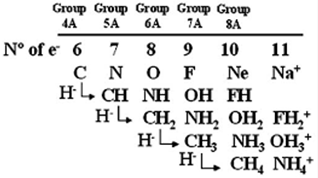 Group Group Group Group Group
4A 5A 6A 7A 8A
Nº of e- 6 7 8 9 10 11
C N O F Ne Na+
H- CH NH OH FH
H- CH2 NH2 OH2 FH2+
H- CH3 NH3 OH3+
H- CH4 NH4+